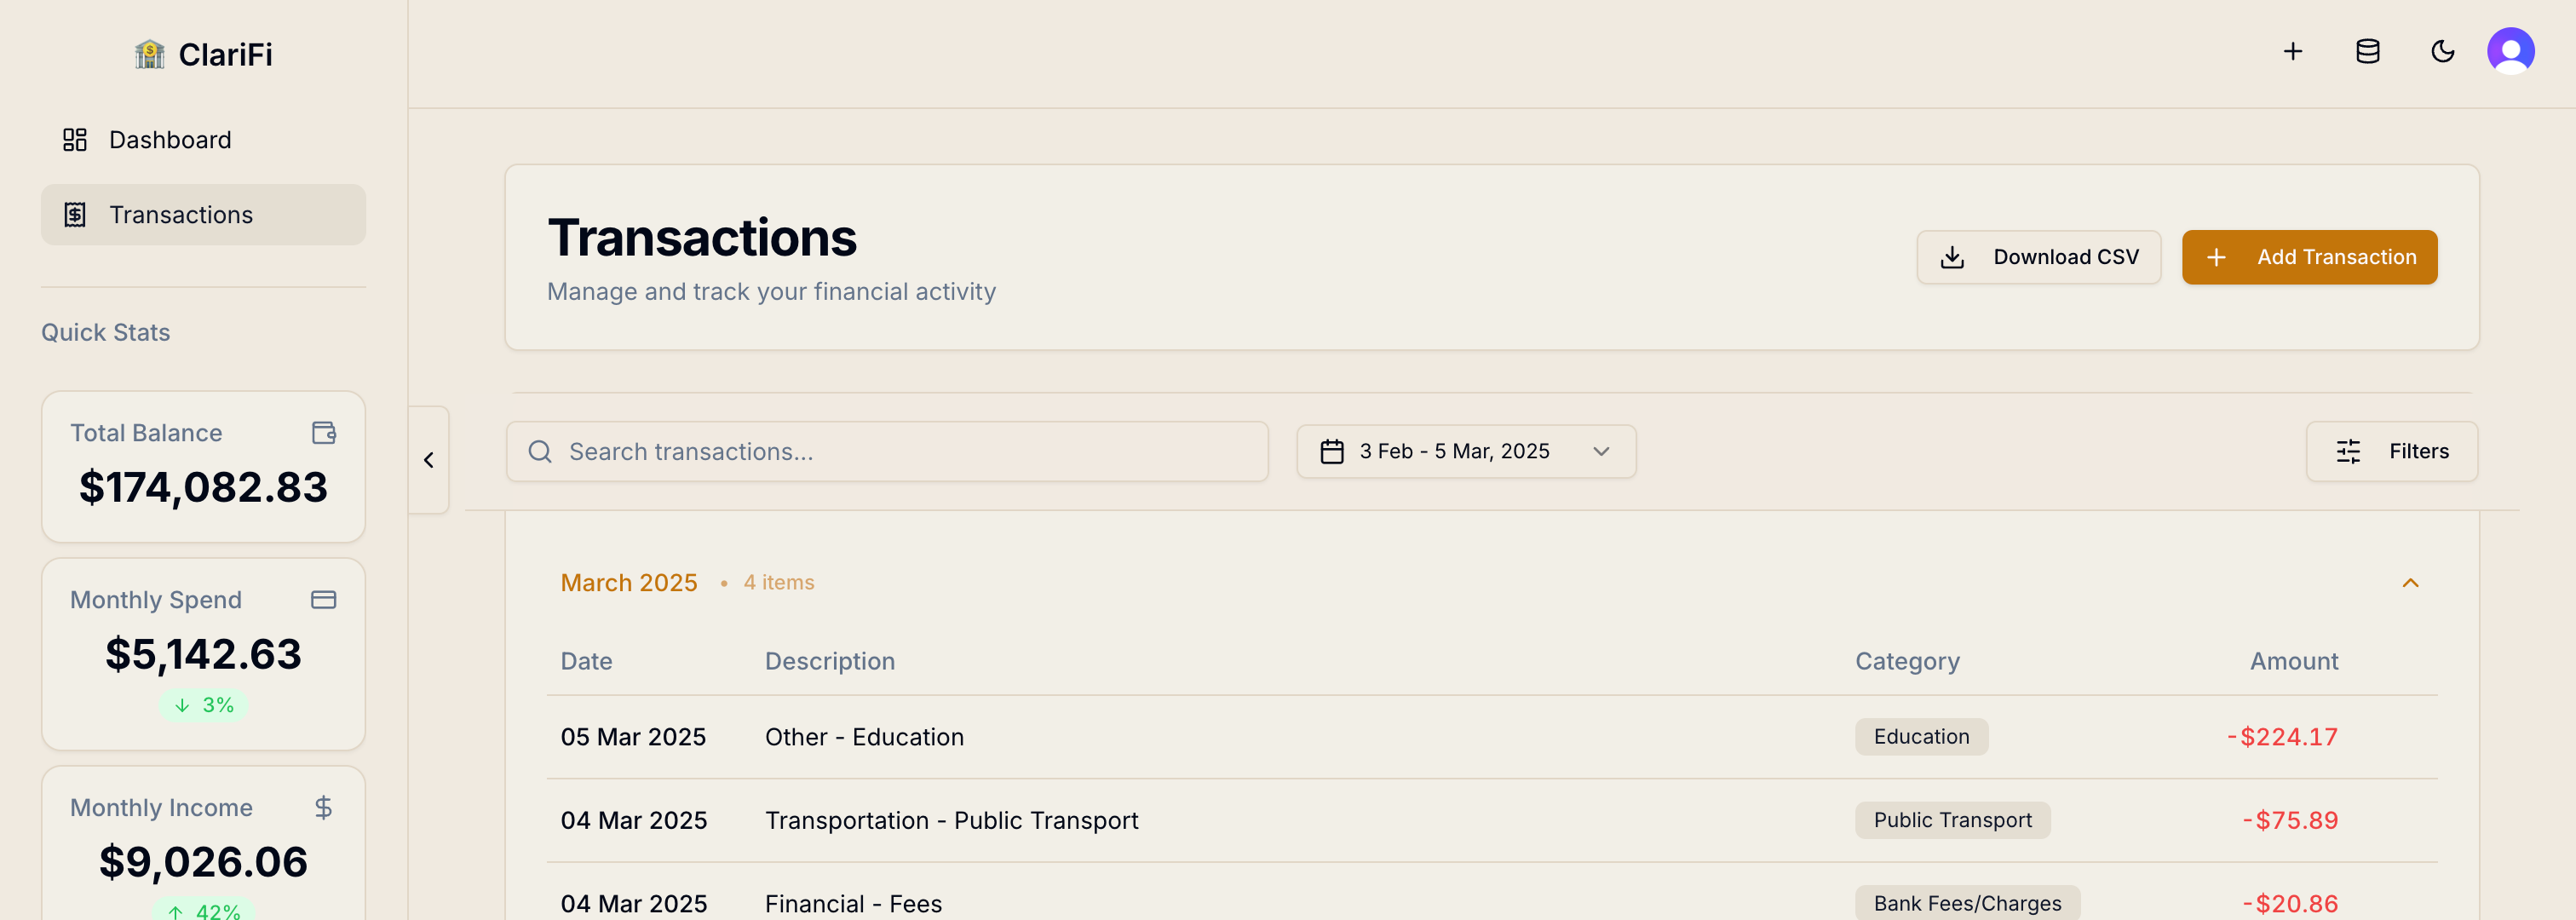 ClariFi
Dashboard
Transactions
Quick Stats
Total Balance
$174,082.83
Monthly Spend
$5,142.63
↓ 3%
Monthly Income
$9,026.06
↑ 42%
Transactions
Manage and track your financial activity
Download CSV
+ Add Transaction
Search transactions...
3 Feb - 5 Mar, 2025
Filters
March 2025 • 4 items
Date Description Category Amount
05 Mar 2025 Other - Education Education -$224.17
04 Mar 2025 Transportation - Public Transport Public Transport -$75.89
04 Mar 2025 Financial - Fees Bank Fees/Charges -$20.86